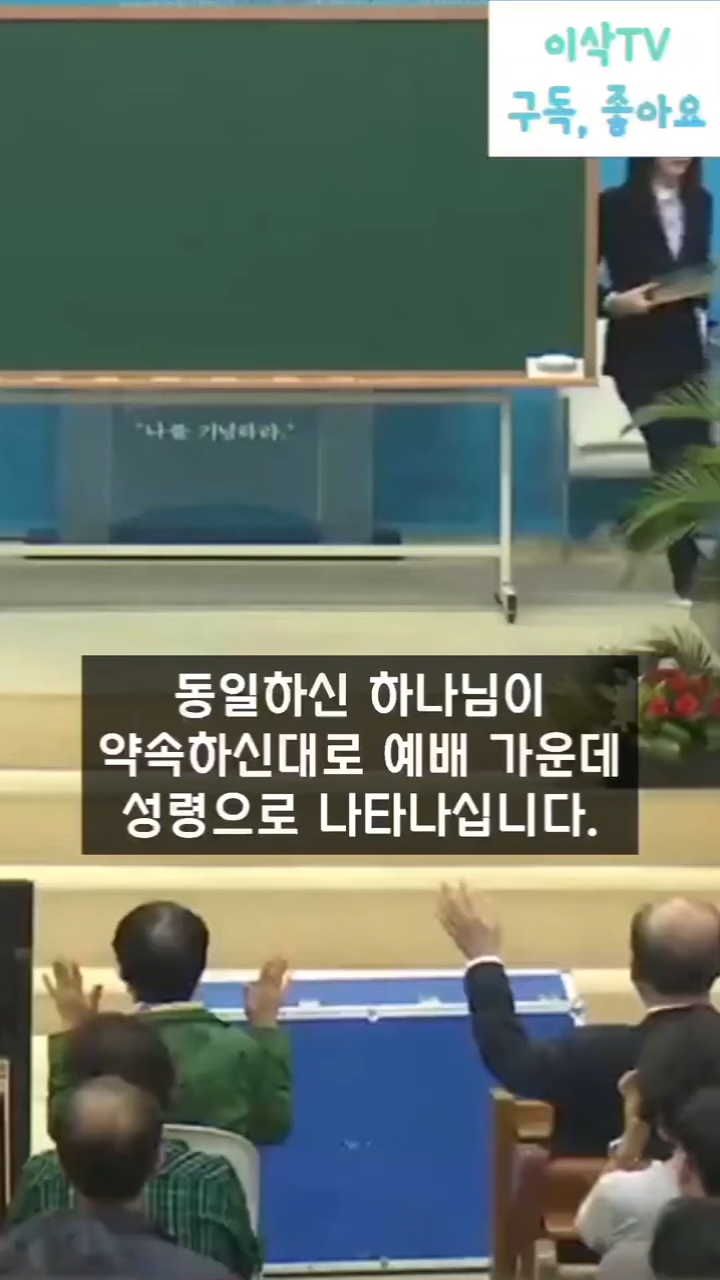 이삭TV
구독, 좋아요
"나를 기념하라."
동일하신 하나님이
약속하신대로 예배 가운데
성령으로 나타나십니다.